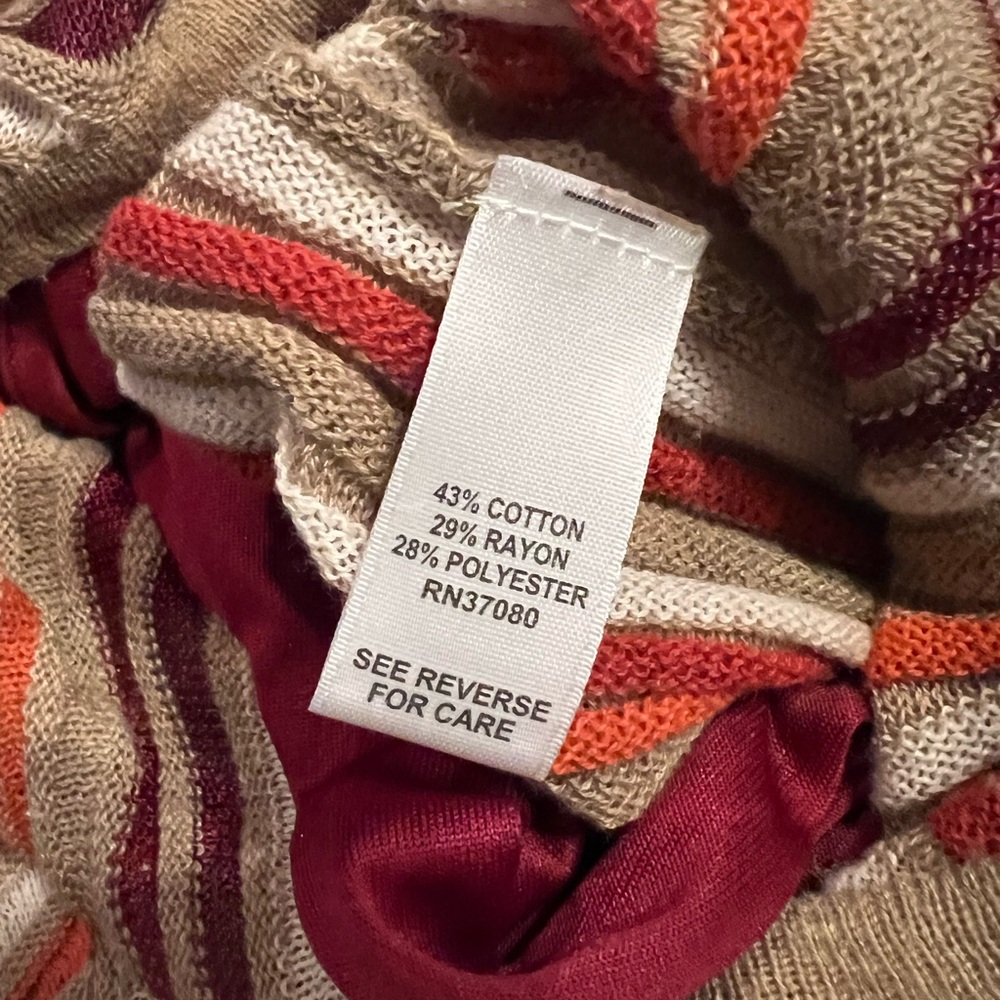 43% COTTON
29% RAYON
28% POLYESTER
RN37080
SEE REVERSE
FOR CARE